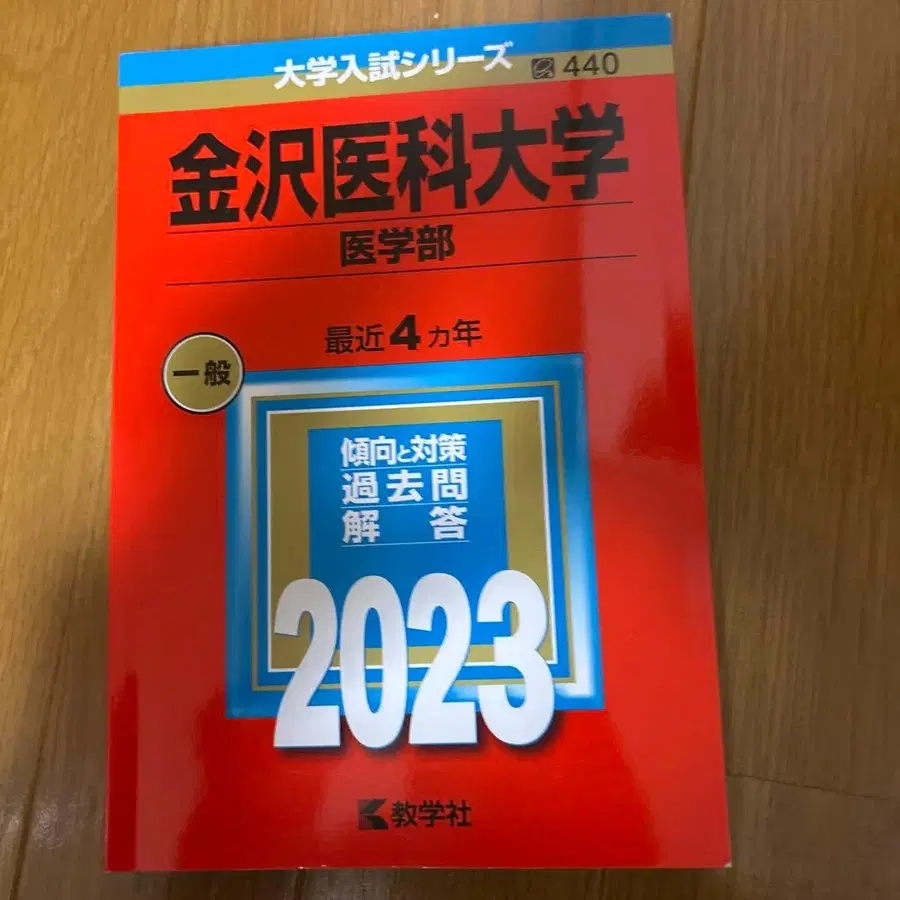 大学入試シリーズ 440
金沢医科大学
医学部
最近4カ年
一般
傾向と対策
過去問
解答
2023
教学社